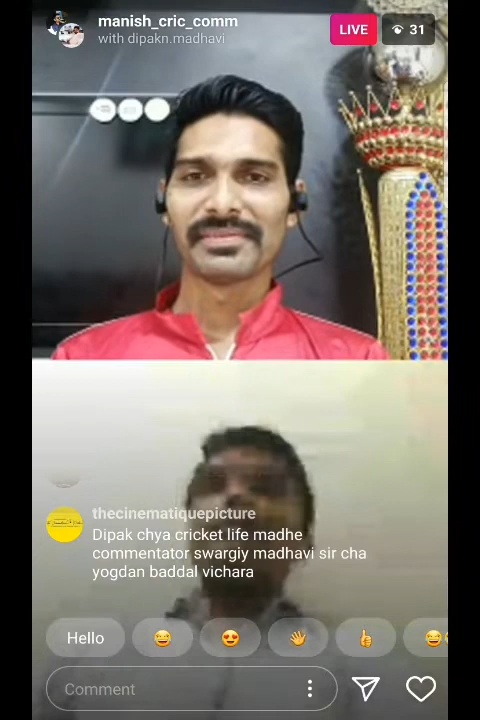 manish_cric_comm
with dipakn.madhavi
LIVE
31
thecinematiquepicture
Dipak chya cricket life madhe
commentator swargiy madhavi sir cha
yogdan baddal vichara
Hello
Comment